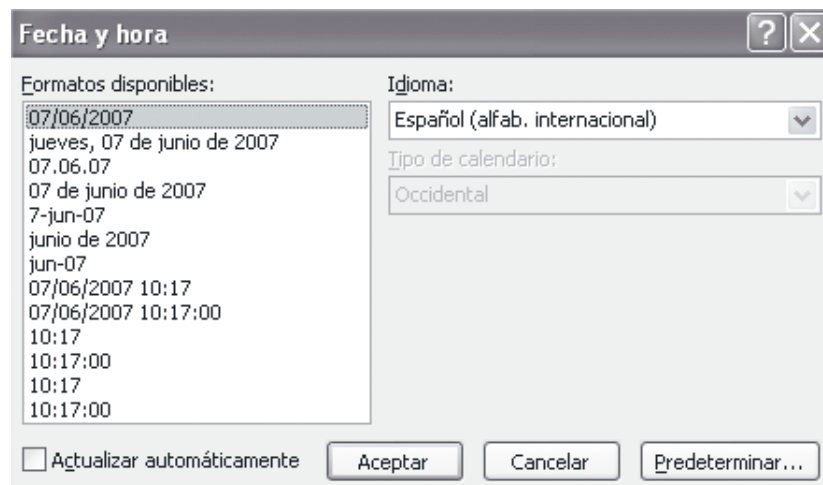 Fecha y hora
Formatos disponibles:
07/06/2007
jueves, 07 de junio de 2007
07.06.07
07 de junio de 2007
7-jun-07
junio de 2007
jun-07
07/06/2007 10:17
07/06/2007 10:17:00
10:17
10:17:00
10:17
10:17:00
Idioma:
Español (alfab. internacional)
Tipo de calendario:
Occidental
Actualizar automáticamente
Aceptar
Cancelar
Predeterminar...